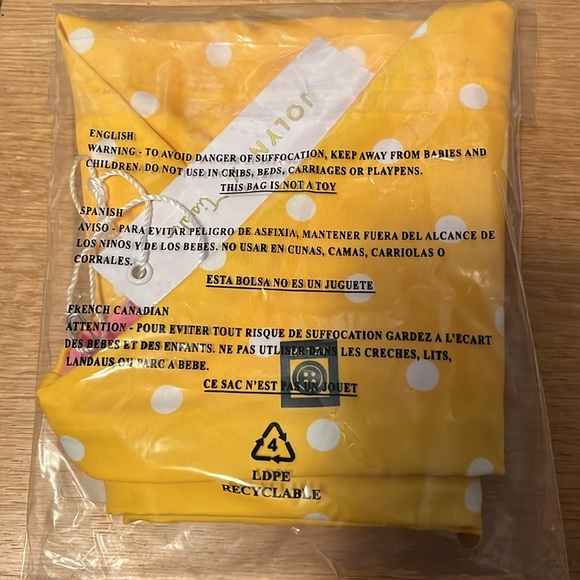 JOLYN
ENGLISH
WARNING - TO AVOID DANGER OF SUFFOCATION, KEEP AWAY FROM BABIES AND
CHILDREN. DO NOT USE IN CRIBS, BEDS, CARRIAGES OR PLAYPENS.
THIS BAG IS NOT A TOY
SPANISH
AVISO - PARA EVITAR PELIGRO DE ASFIXIA, MANTENER FUERA DEL ALCANCE DE
LOS NINOS Y DE LOS BEBES. NO USAR EN CUNAS, CAMAS, CARRIOLAS O
CORRALES.
ESTA BOLSA NO ES UN JUGUETE
FRENCH CANADIAN
ATTENTION - POUR EVITER TOUT RISQUE DE SUFFOCATION GARDEZ A L'ECART
DES BEBES ET DES ENFANTS. NE PAS UTLISER DANS LES CRECHES, LITS,
LANDAUS OU PARC A BEBE.
CE SAC N'EST PAS UN JOUET
4
LDPE
RECYCLABLE